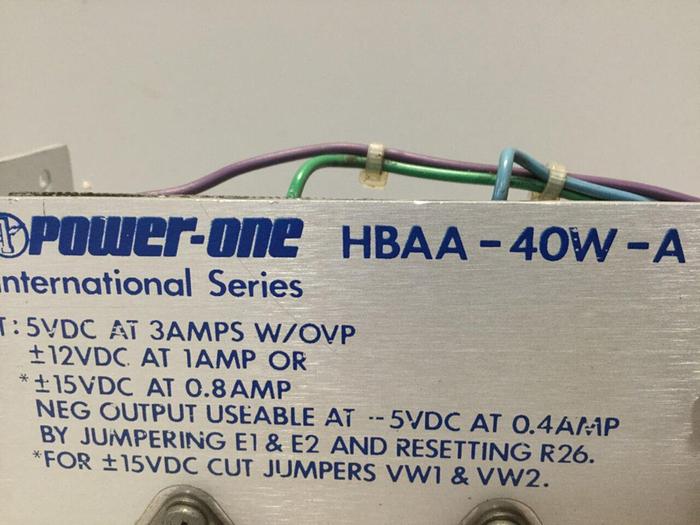 POWER-ONE HBAA-40W-A
International Series
T: 5VDC AT 3AMPS W/OVP
±12VDC AT 1AMP OR
*±15VDC AT 0.8AMP
NEG OUTPUT USEABLE AT --5VDC AT 0.4AMP
BY JUMPERING E1 & E2 AND RESETTING R26.
*FOR ±15VDC CUT JUMPERS VW1 & VW2.